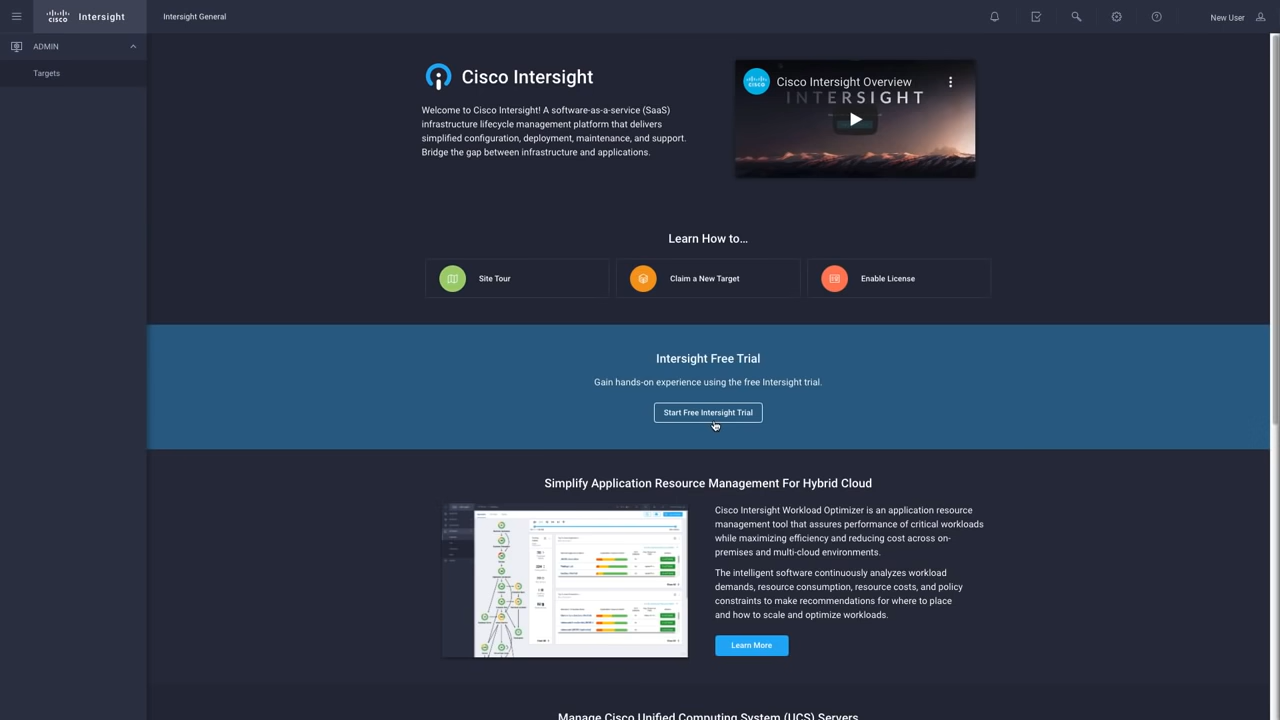 CISCO
Intersight
Intersight General
New User
ADMIN
Targets
Cisco Intersight
Welcome to Cisco Intersight! A software-as-a-service (SaaS)
infrastructure lifecycle management platform that delivers
simplified configuration, deployment, maintenance, and support.
Bridge the gap between infrastructure and applications.
CISCO
Cisco Intersight Overview
INTERSIGHT
Learn How to...
Site Tour
Claim a New Target
Enable License
Intersight Free Trial
Gain hands-on experience using the free Intersight trial.
Start Free Intersight Trial
Simplify Application Resource Management For Hybrid Cloud
Cisco Intersight Workload Optimizer is an application resource
management tool that assures performance of critical workloads
while maximizing efficiency and reducing cost across on-
premises and multi-cloud environments.
The intelligent software continuously analyzes workload
demands, resource consumption, resource costs, and policy
constraints to make recommendations for where to place
and how to scale and optimize workloads.
Learn More
Manage Cisco Unified Computing System (UCS) Servers